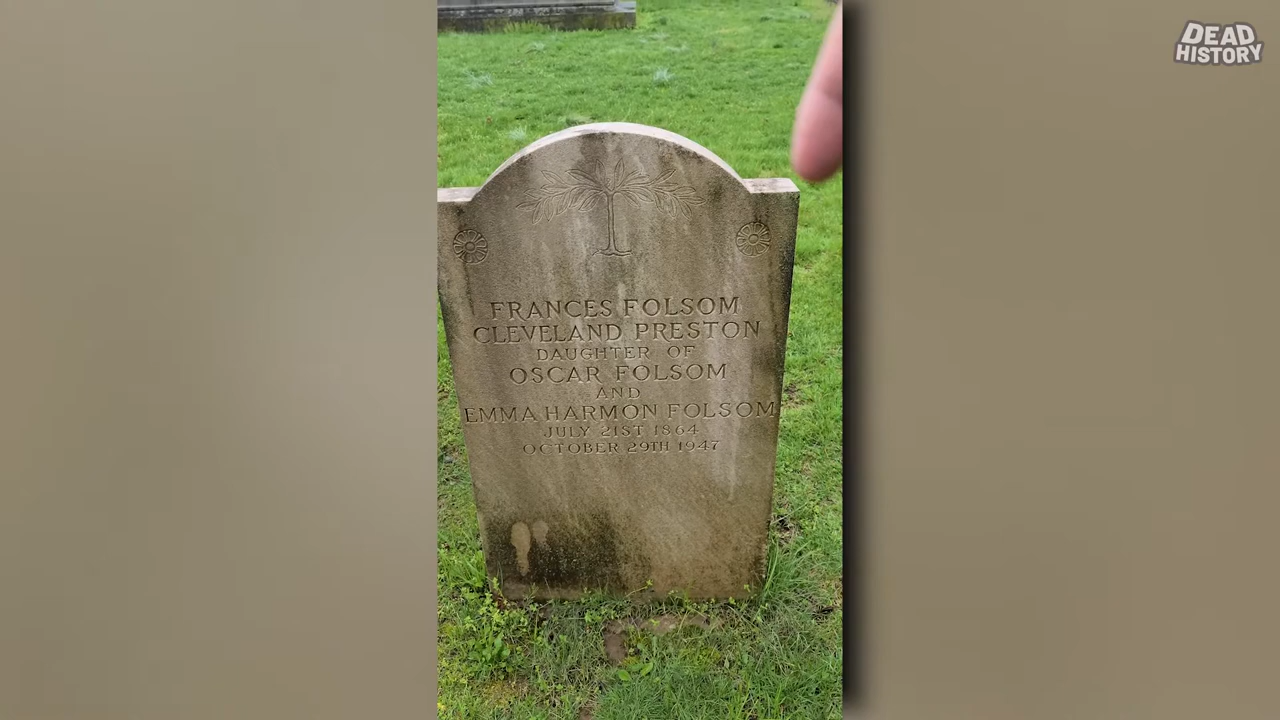 DEAD
HISTORY
FRANCES FOLSOM
CLEVELAND PRESTON
DAUGHTER OF
OSCAR FOLSOM
AND
EMMA HARMON FOLSOM
JULY 21ST 1864
OCTOBER 29TH 1947